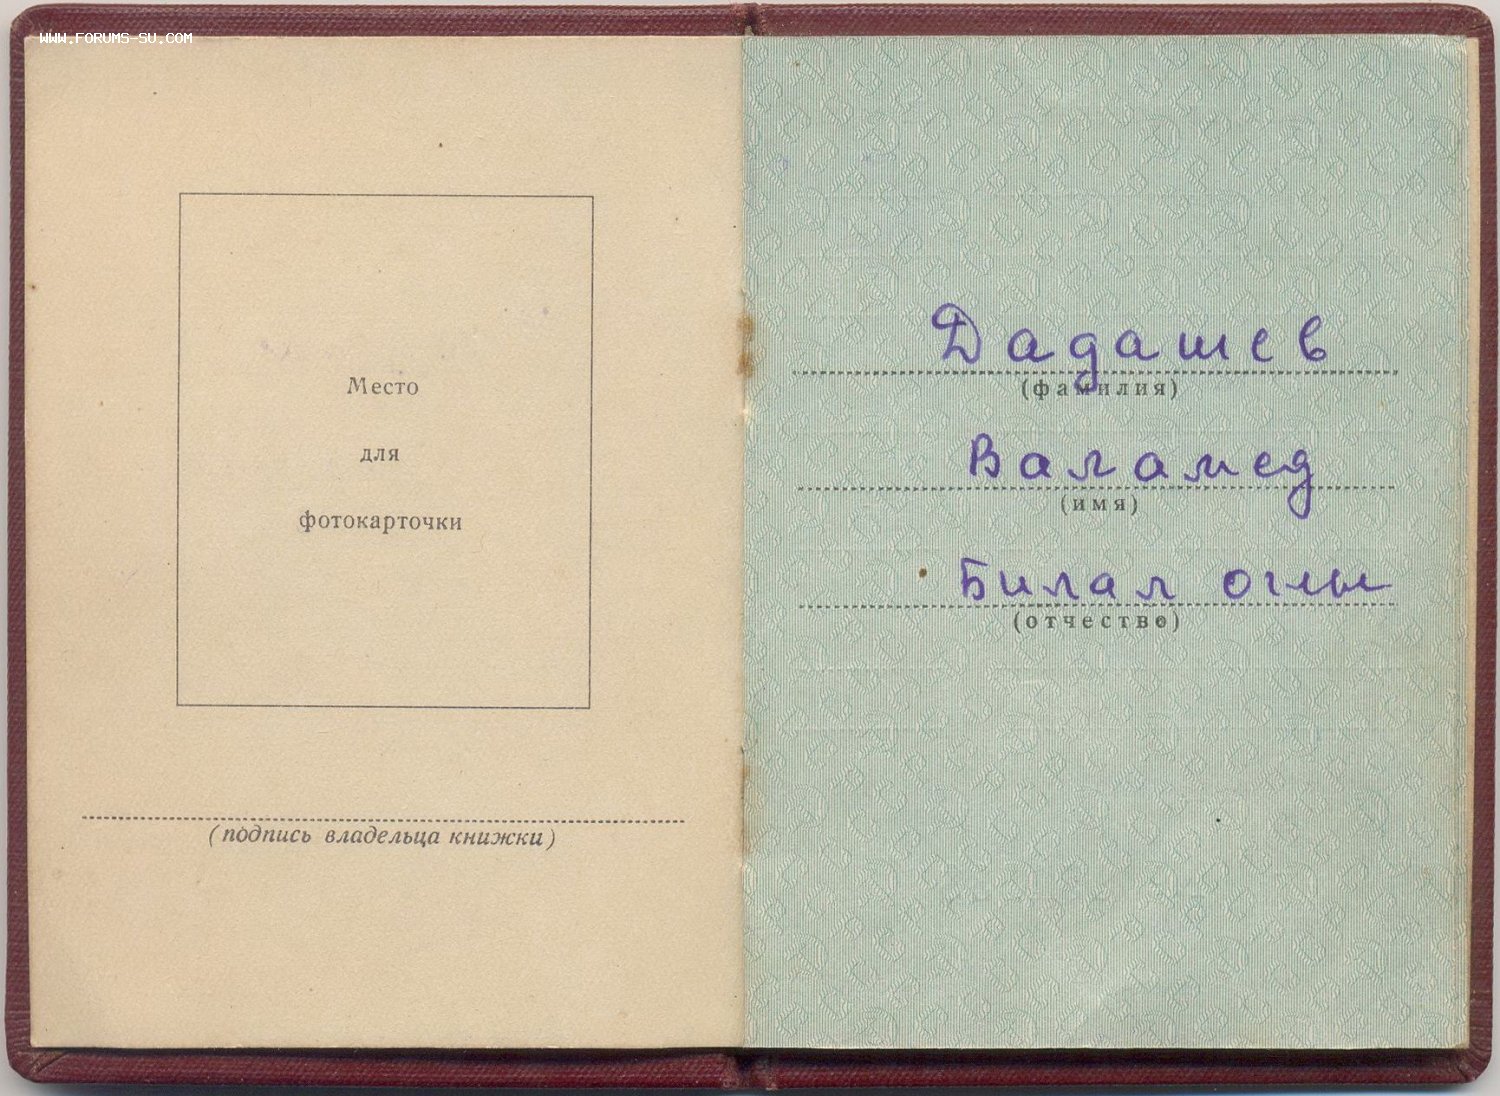 WWW.FORUMS-SU.COM
Место
для
фотокарточки
(подпись владельца книжки)
Дадашев
(фамилия)
Валамед
(имя)
Билал оглы
(отчество)